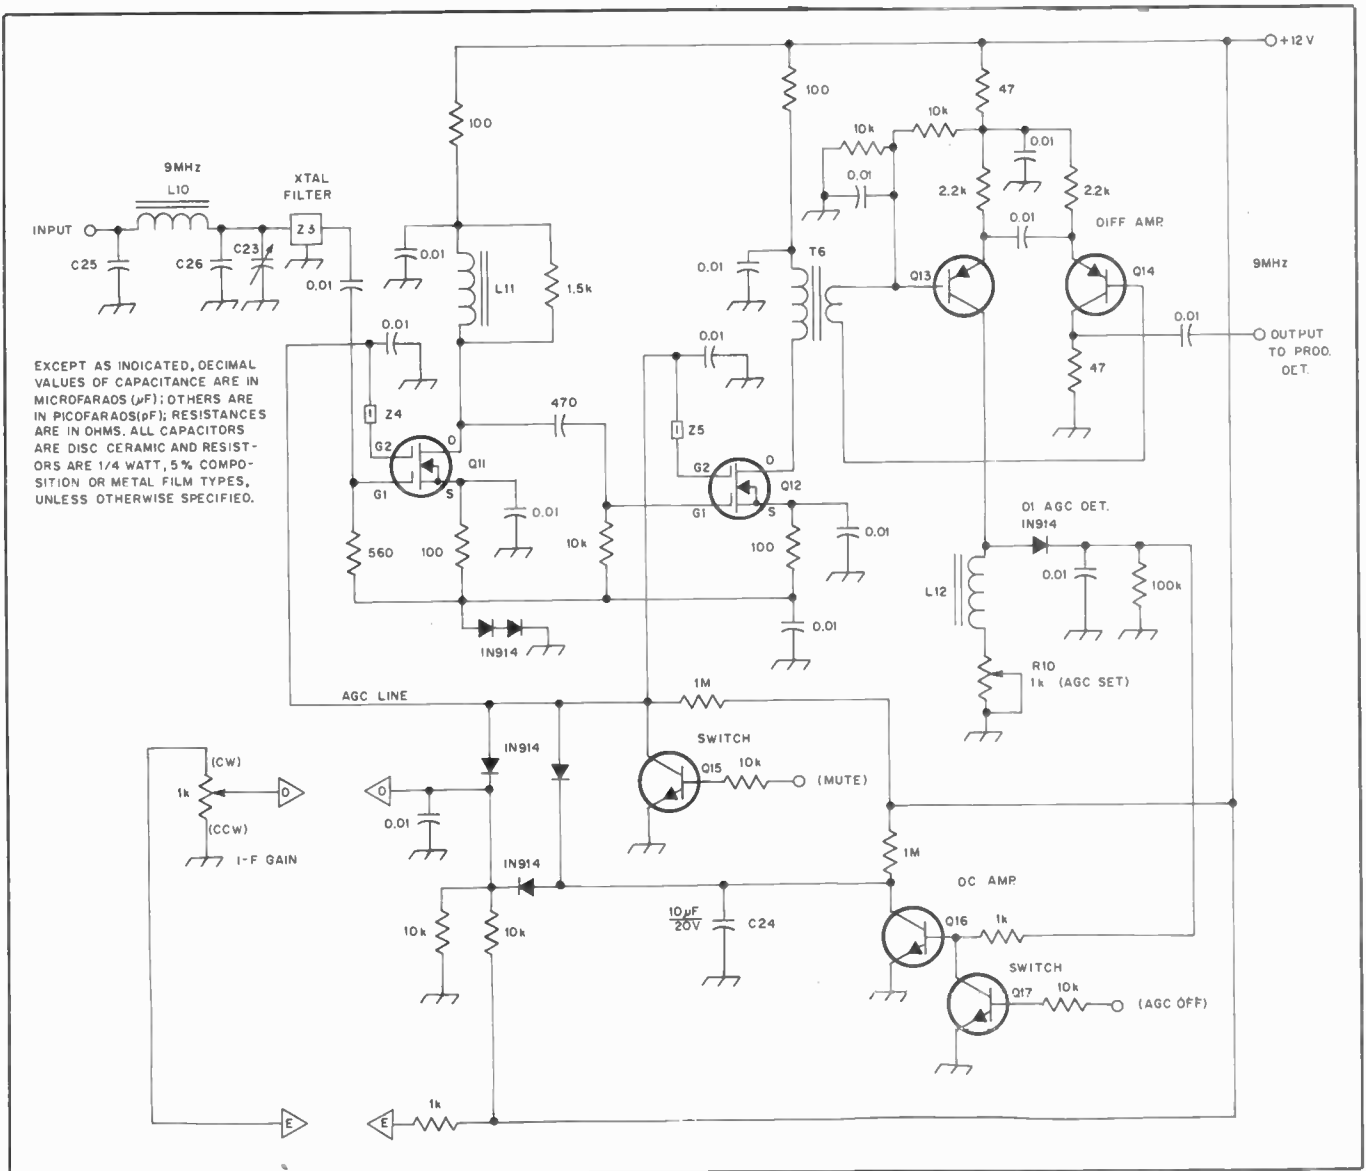 +12V
100
100
47
10k
10k
0.01
0.01
2.2k
2.2k
9MHz
L10
XTAL
FILTER
INPUT
C25
C26
C23
Z3
0.01
0.01
L11
1.5k
0.01
T6
0.01
DIFF AMP.
Q13
Q14
9MHz
0.01
OUTPUT
TO PROD.
DET.
47
0.01
0.01
EXCEPT AS INDICATED, DECIMAL
VALUES OF CAPACITANCE ARE IN
MICROFARADS (µF); OTHERS ARE
IN PICOFARADS (pF); RESISTANCES
ARE IN OHMS. ALL CAPACITORS
ARE DISC CERAMIC AND RESIST-
ORS ARE 1/4 WATT, 5% COMPO-
SITION OR METAL FILM TYPES,
UNLESS OTHERWISE SPECIFIED.
Z4
470
Z5
G2
D
Q11
G1
S
G2
D
Q12
G1
S
0.01
0.01
560
100
10k
100
D1 AGC DET.
1N914
0.01
100k
L12
1N914
0.01
R10
1k (AGC SET)
1M
AGC LINE
1N914
SWITCH
Q15
10k
(MUTE)
(CW)
1k
(CCW)
I-F GAIN
D
D
0.01
1N914
1M
DC AMP.
10k
10k
10µF
20V
C24
Q16
1k
SWITCH
Q17
10k
(AGC OFF)
E
E
1k